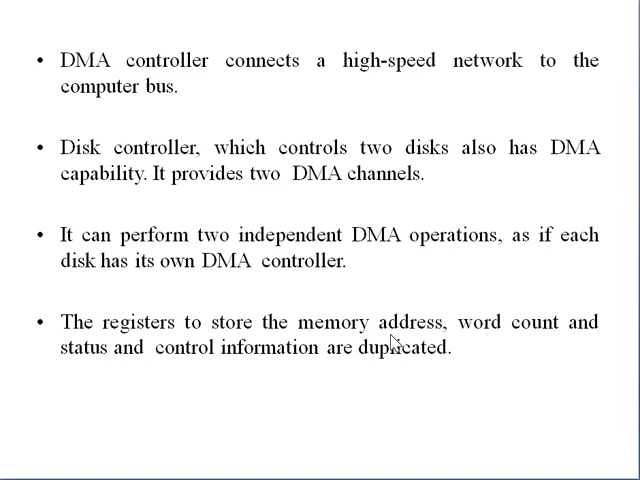 • DMA controller connects a high-speed network to the
computer bus.
• Disk controller, which controls two disks also has DMA
capability. It provides two DMA channels.
• It can perform two independent DMA operations, as if each
disk has its own DMA controller.
• The registers to store the memory address, word count and
status and control information are duplicated.